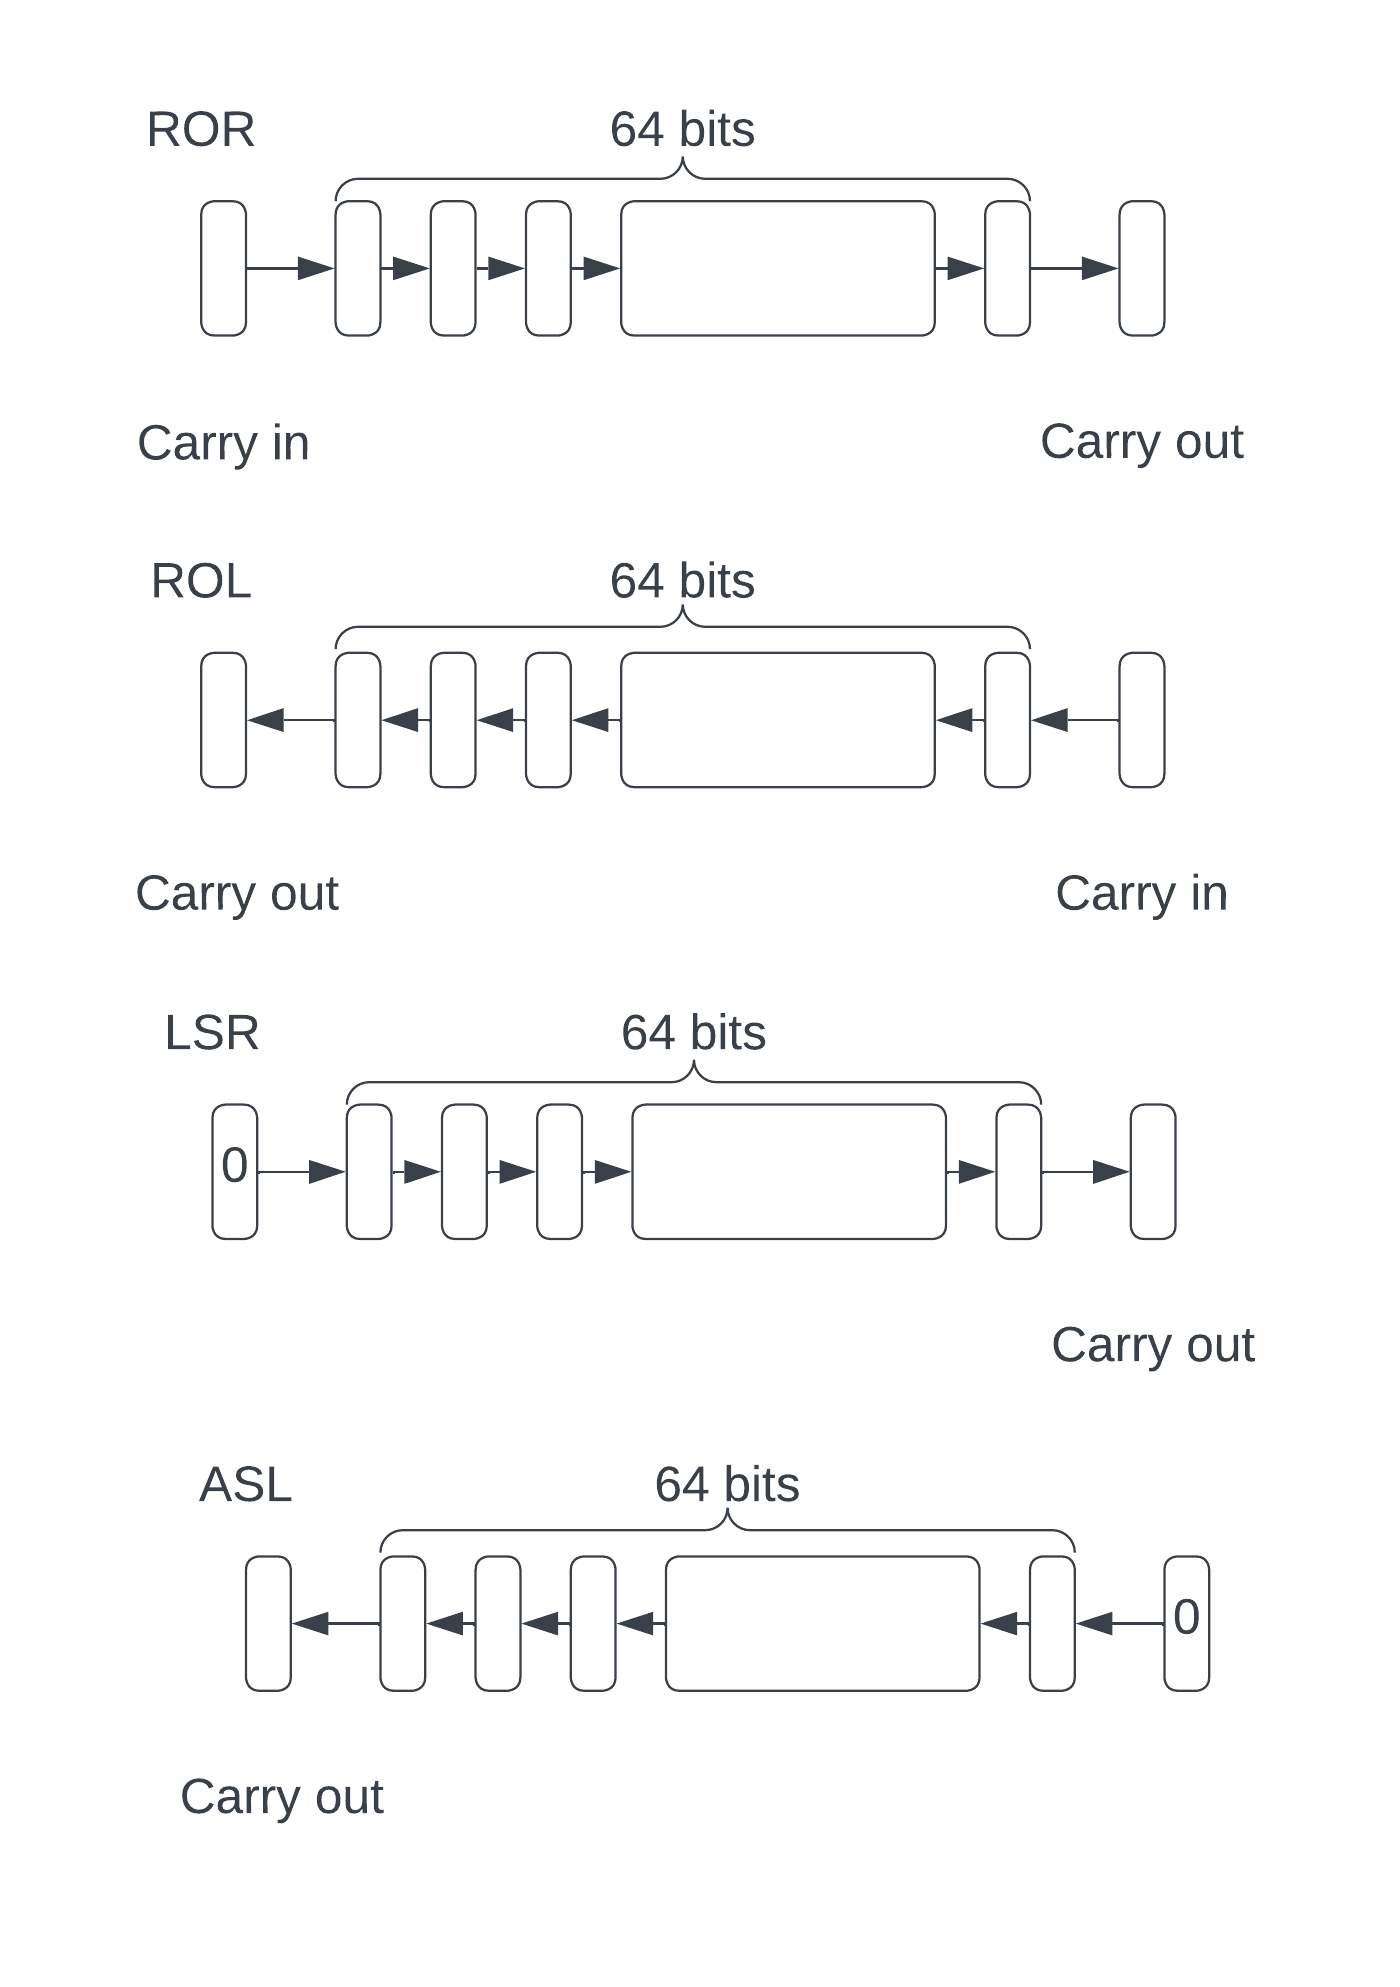 ROR
64 bits
Carry in
Carry out
ROL
64 bits
Carry out
Carry in
LSR
64 bits
0
Carry out
ASL
64 bits
0
Carry out